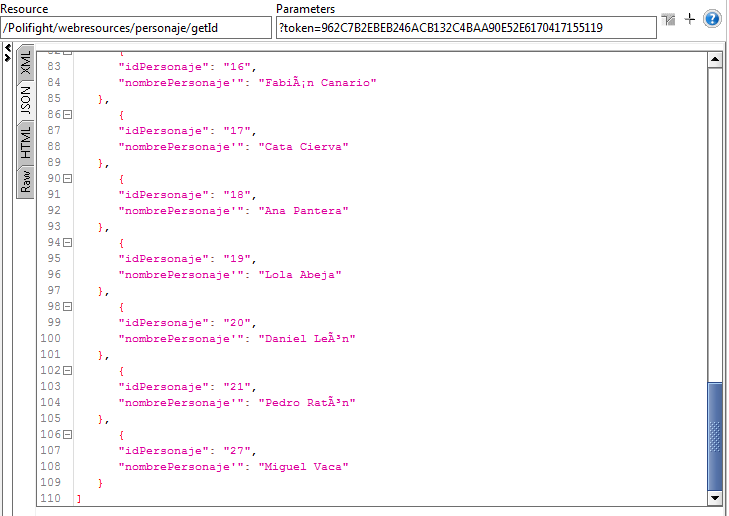 Resource
Parameters
/Polifight/webresources/personaje/getId
?token=962C7B2EBEB246ACB132C4BAA90E52E6170417155119
XML
JSON
HTML
Raw
82 {
83 "idPersonaje": "16",
84 "nombrePersonaje'": "FabiÃ¡n Canario"
85 },
86 {
87 "idPersonaje": "17",
88 "nombrePersonaje'": "Cata Cierva"
89 },
90 {
91 "idPersonaje": "18",
92 "nombrePersonaje'": "Ana Pantera"
93 },
94 {
95 "idPersonaje": "19",
96 "nombrePersonaje'": "Lola Abeja"
97 },
98 {
99 "idPersonaje": "20",
100 "nombrePersonaje'": "Daniel LeÃ³n"
101 },
102 {
103 "idPersonaje": "21",
104 "nombrePersonaje'": "Pedro RatÃ³n"
105 },
106 {
107 "idPersonaje": "27",
108 "nombrePersonaje'": "Miguel Vaca"
109 }
110 ]